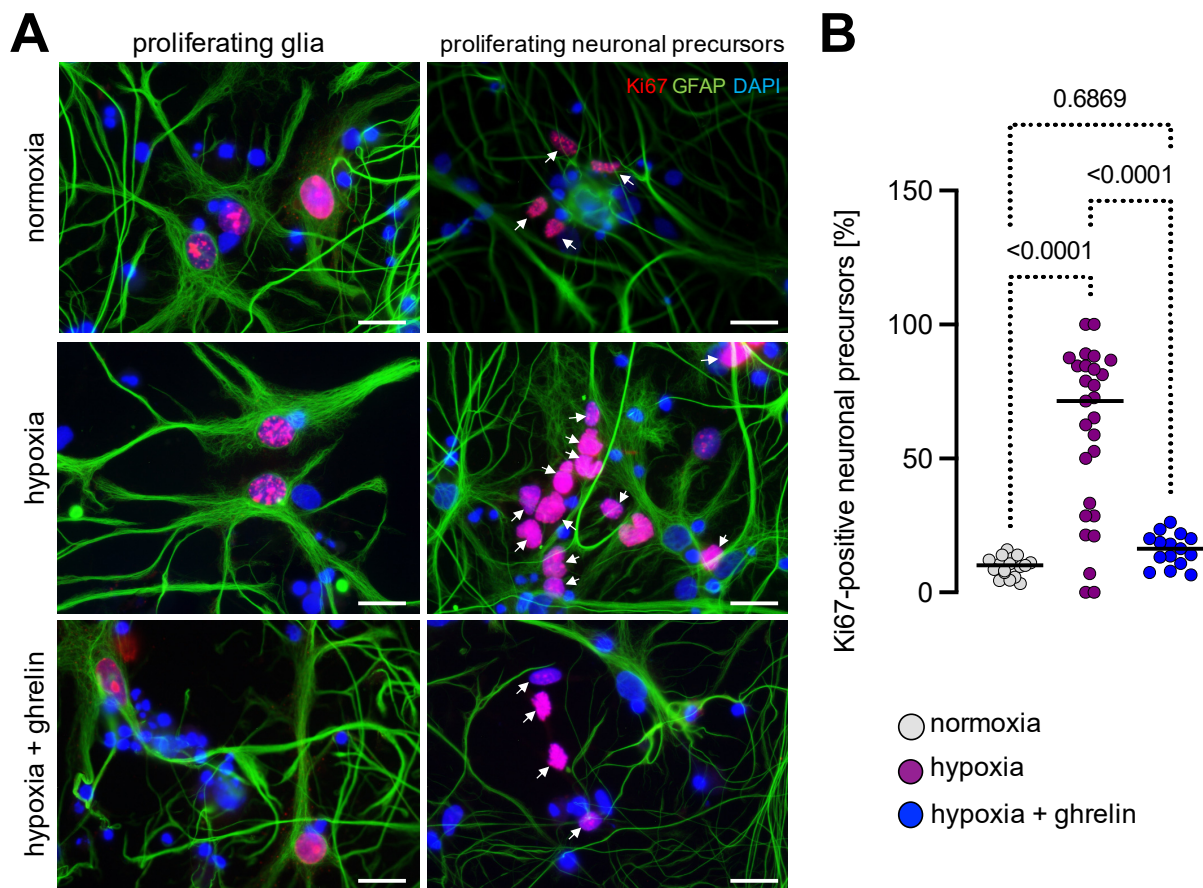 A
proliferating glia
proliferating neuronal precursors
Ki67 GFAP DAPI
normoxia
hypoxia
hypoxia + ghrelin
B
0.6869
<0.0001
<0.0001
Ki67-positive neuronal precursors [%]
150
100
50
0
normoxia
hypoxia
hypoxia + ghrelin